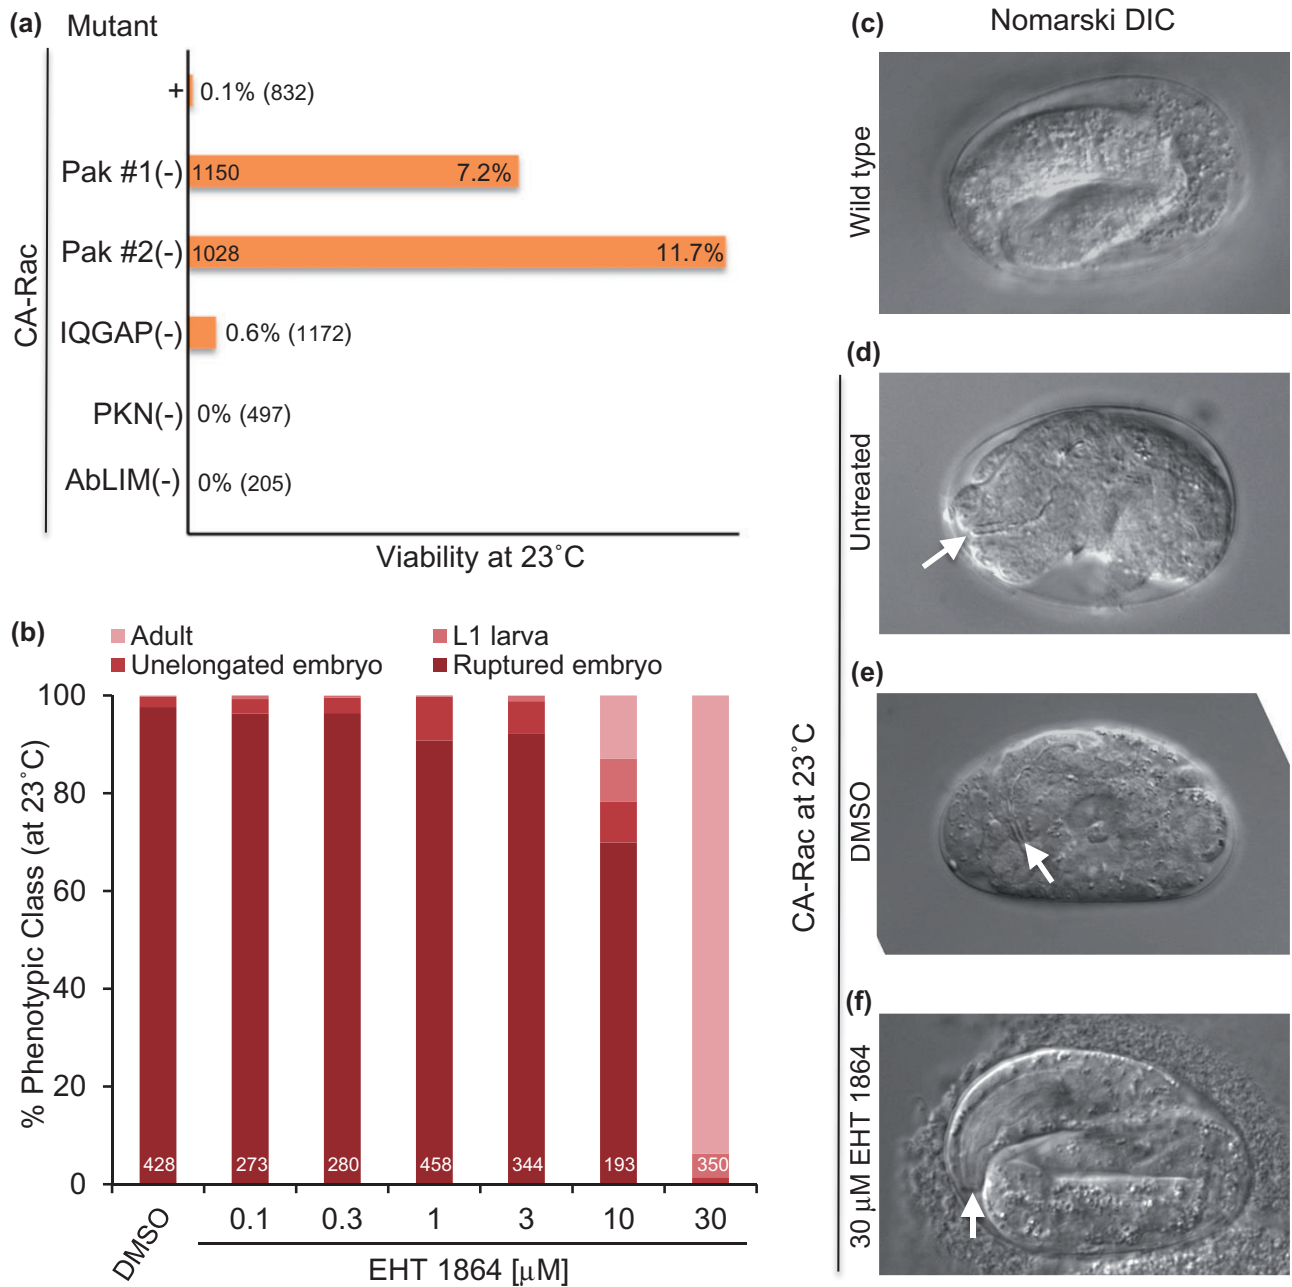 (a) Mutant
CA-Rac
+ 0.1% (832)
Pak #1(-) 1150 7.2%
Pak #2(-) 1028 11.7%
IQGAP(-) 0.6% (1172)
PKN(-) 0% (497)
AbLIM(-) 0% (205)
Viability at 23˚C
(b)
Adult L1 larva
Unelongated embryo Ruptured embryo
% Phenotypic Class (at 23˚C)
100
80
60
40
20
0
428 273 280 458 344 193 350
DMSO 0.1 0.3 1 3 10 30
EHT 1864 [µM]
Nomarski DIC
(c)
Wild type
CA-Rac at 23˚C
(d)
Untreated
(e)
DMSO
(f)
30 µM EHT 1864